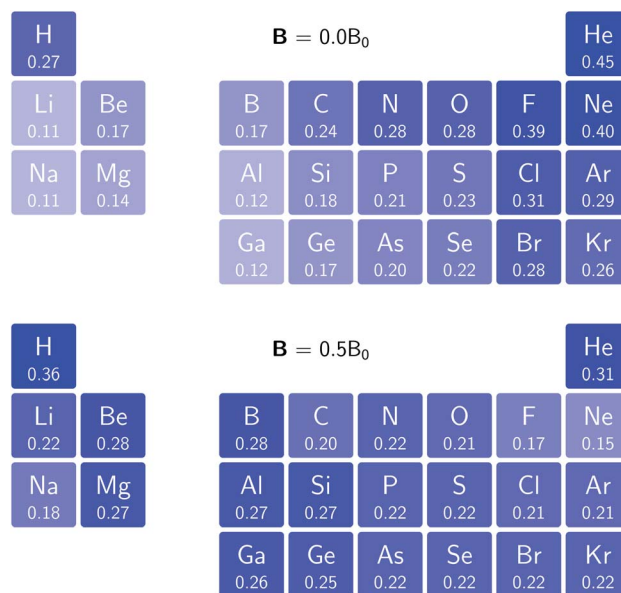 H B = 0.0B₀ He
0.27 0.45
Li Be B C N O F Ne
0.11 0.17 0.17 0.24 0.28 0.28 0.39 0.40
Na Mg Al Si P S Cl Ar
0.11 0.14 0.12 0.18 0.21 0.23 0.31 0.29
Ga Ge As Se Br Kr
0.12 0.17 0.20 0.22 0.28 0.26
H B = 0.5B₀ He
0.36 0.31
Li Be B C N O F Ne
0.22 0.28 0.28 0.20 0.22 0.21 0.17 0.15
Na Mg Al Si P S Cl Ar
0.18 0.27 0.27 0.27 0.22 0.22 0.21 0.21
Ga Ge As Se Br Kr
0.26 0.25 0.22 0.22 0.22 0.22